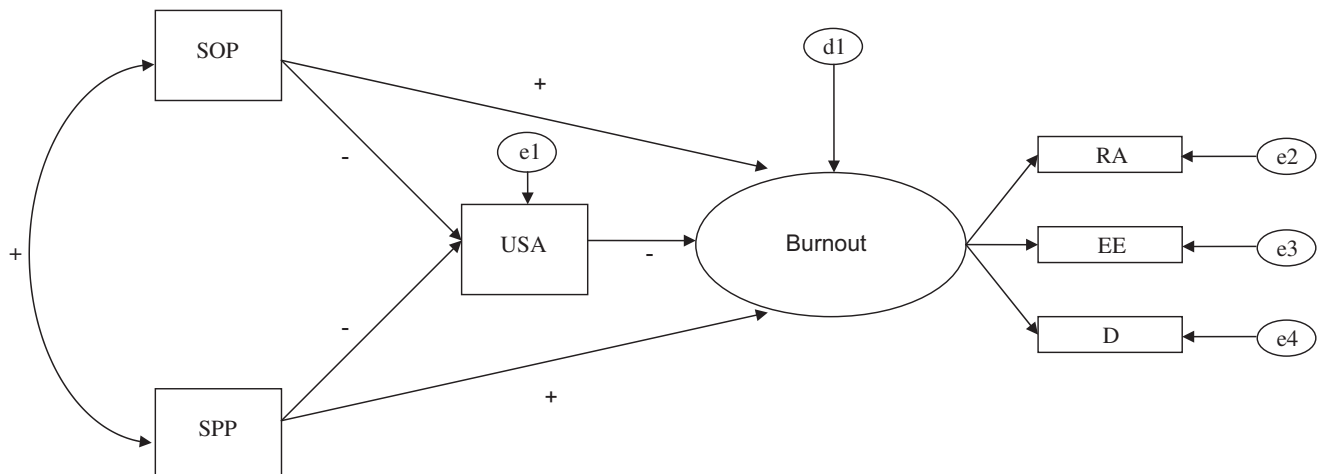 SOP
d1
+
-
e1
RA
e2
+
USA
-
Burnout
EE
e3
-
D
e4
+
SPP